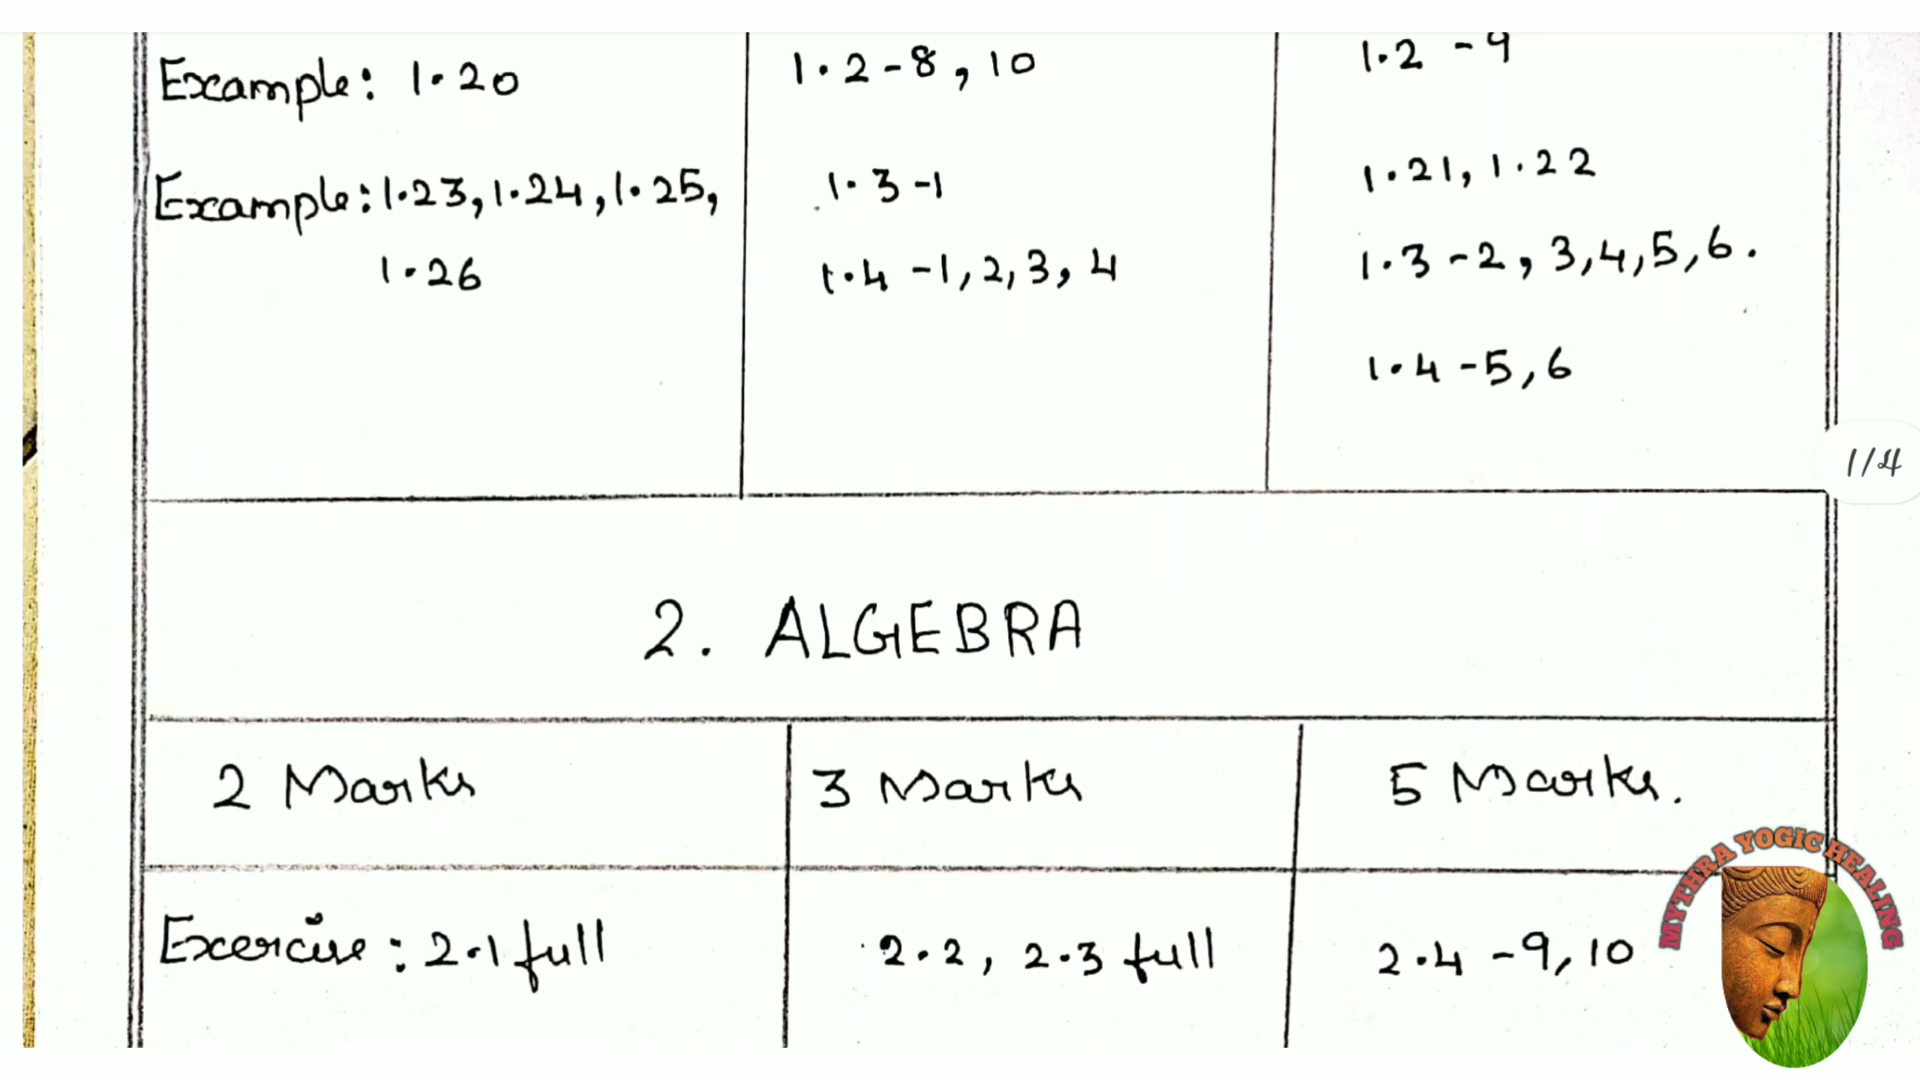 Example: 1.20
1.2-8, 10
1.2 - 9
Example: 1.23, 1.24, 1.25,
1.26
1.3-1
1.4 -1, 2, 3, 4
1.21, 1.22
1.3 -2, 3, 4, 5, 6.
1.4 -5, 6
1/4
2. ALGEBRA
2 Marks
3 Marks
5 Marks.
Exercise: 2.1 full
2.2, 2.3 full
2.4 -9, 10
MYTHRA YOGIC HEALING